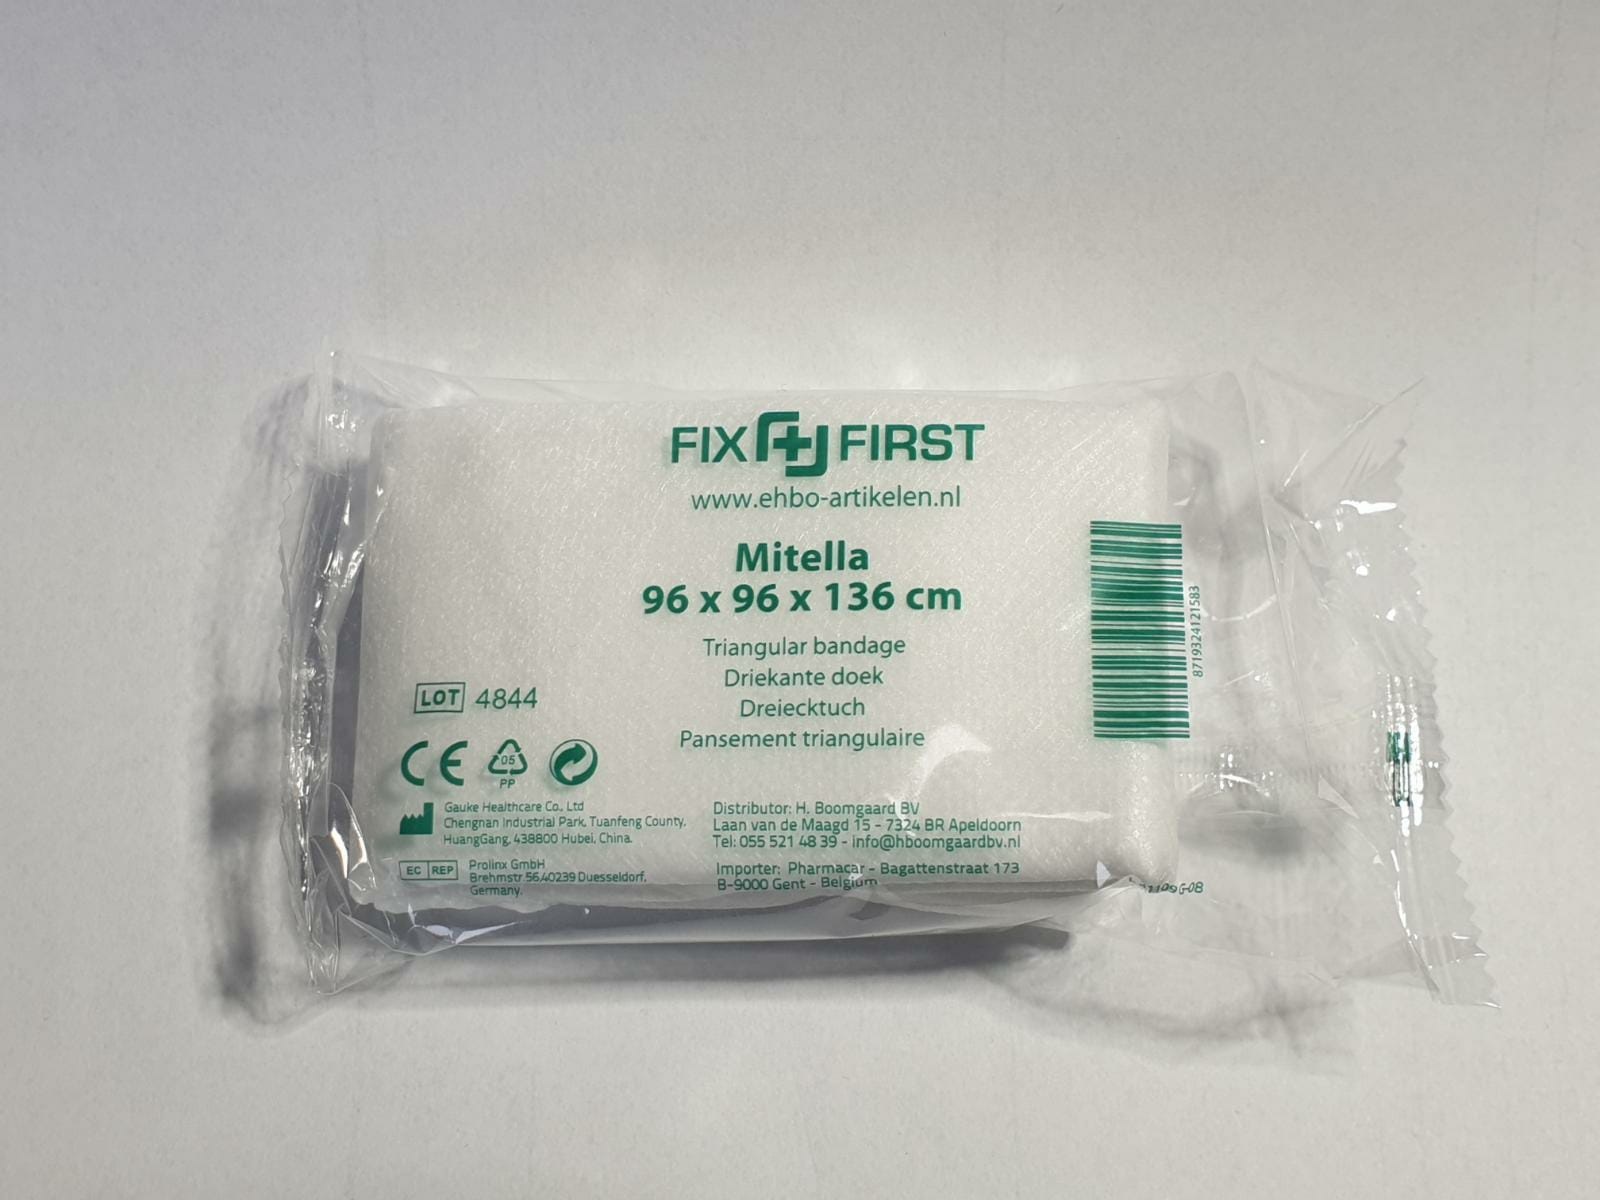 FIX FIRST
www.ehbo-artikelen.nl
Mitella
96 x 96 x 136 cm
Triangular bandage
Driekante doek
Dreiecktuch
Pansement triangulaire
LOT 4844
CE 05 PP
Gauke Healthcare Co., Ltd
Chengnan Industrial Park, Tuanfeng County,
HuangGang, 438800 Hubei, China.
EC REP
Prolinx GmbH
Brehmstr.56,40239 Duesseldorf,
Germany.
Distributor: H. Boomgaard BV
Laan van de Maagd 15 - 7324 BR Apeldoorn
Tel: 055 521 48 39 - info@hboomgaardbv.nl
Importer: Pharmacar - Bagattenstraat 173
B-9000 Gent - Belgium
8719324121583